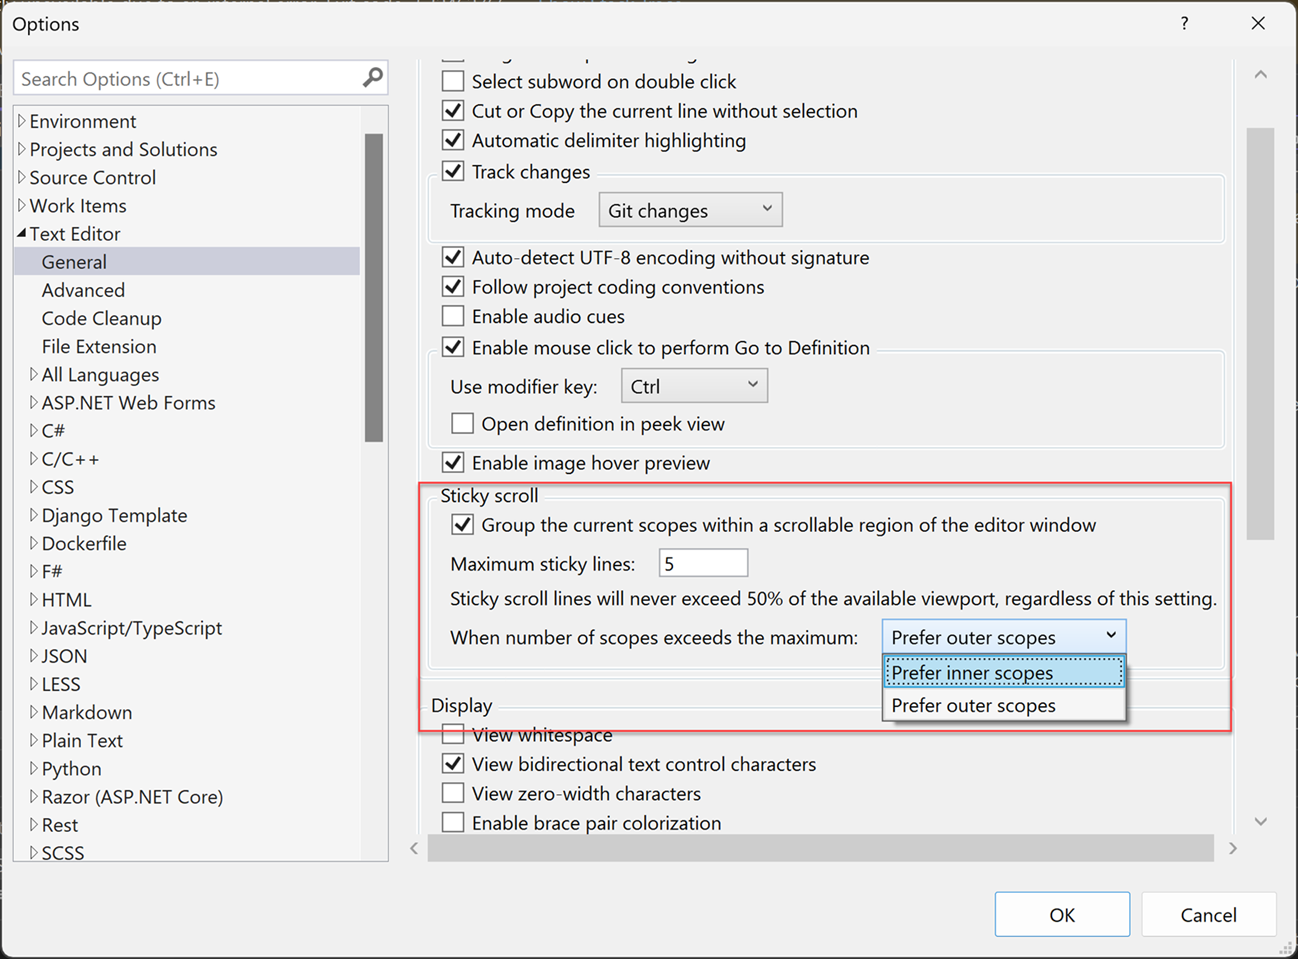 Options
?
Search Options (Ctrl+E)
Environment
Projects and Solutions
Source Control
Work Items
Text Editor
General
Advanced
Code Cleanup
File Extension
All Languages
ASP.NET Web Forms
C#
C/C++
CSS
Django Template
Dockerfile
F#
HTML
JavaScript/TypeScript
JSON
LESS
Markdown
Plain Text
Python
Razor (ASP.NET Core)
Rest
SCSS
Select subword on double click
Cut or Copy the current line without selection
Automatic delimiter highlighting
Track changes
Tracking mode Git changes
Auto-detect UTF-8 encoding without signature
Follow project coding conventions
Enable audio cues
Enable mouse click to perform Go to Definition
Use modifier key: Ctrl
Open definition in peek view
Enable image hover preview
Sticky scroll
Group the current scopes within a scrollable region of the editor window
Maximum sticky lines: 5
Sticky scroll lines will never exceed 50% of the available viewport, regardless of this setting.
When number of scopes exceeds the maximum: Prefer outer scopes
Prefer inner scopes
Prefer outer scopes
Display
View whitespace
View bidirectional text control characters
View zero-width characters
Enable brace pair colorization
OK
Cancel